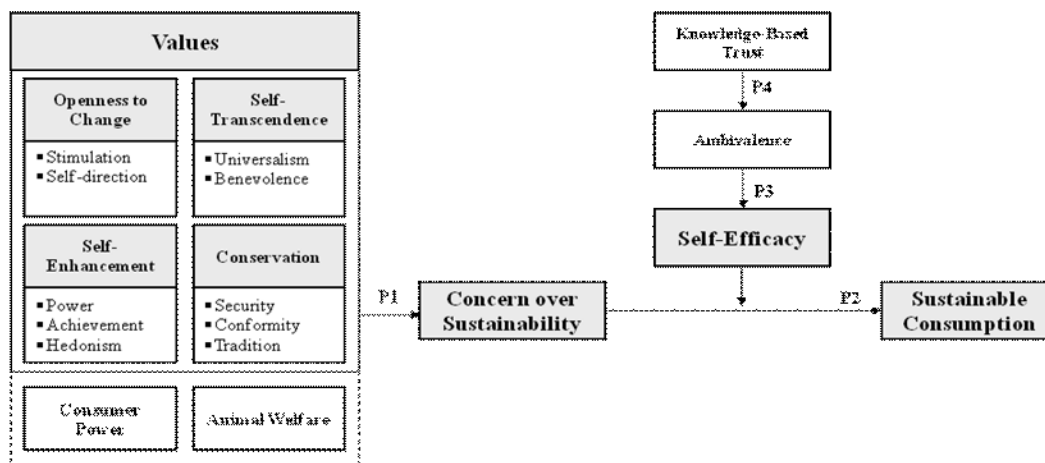 Values
Openness to
Change
▪ Stimulation
▪ Self-direction
Self-
Transcendence
▪ Universalism
▪ Benevolence
Self-
Enhancement
▪ Power
▪ Achievement
▪ Hedonism
Conservation
▪ Security
▪ Conformity
▪ Tradition
Consumer
Power
Animal Welfare
P1
Concern over
Sustainability
Knowledge-Based
Trust
P4
Ambivalence
P3
Self-Efficacy
P2
Sustainable
Consumption